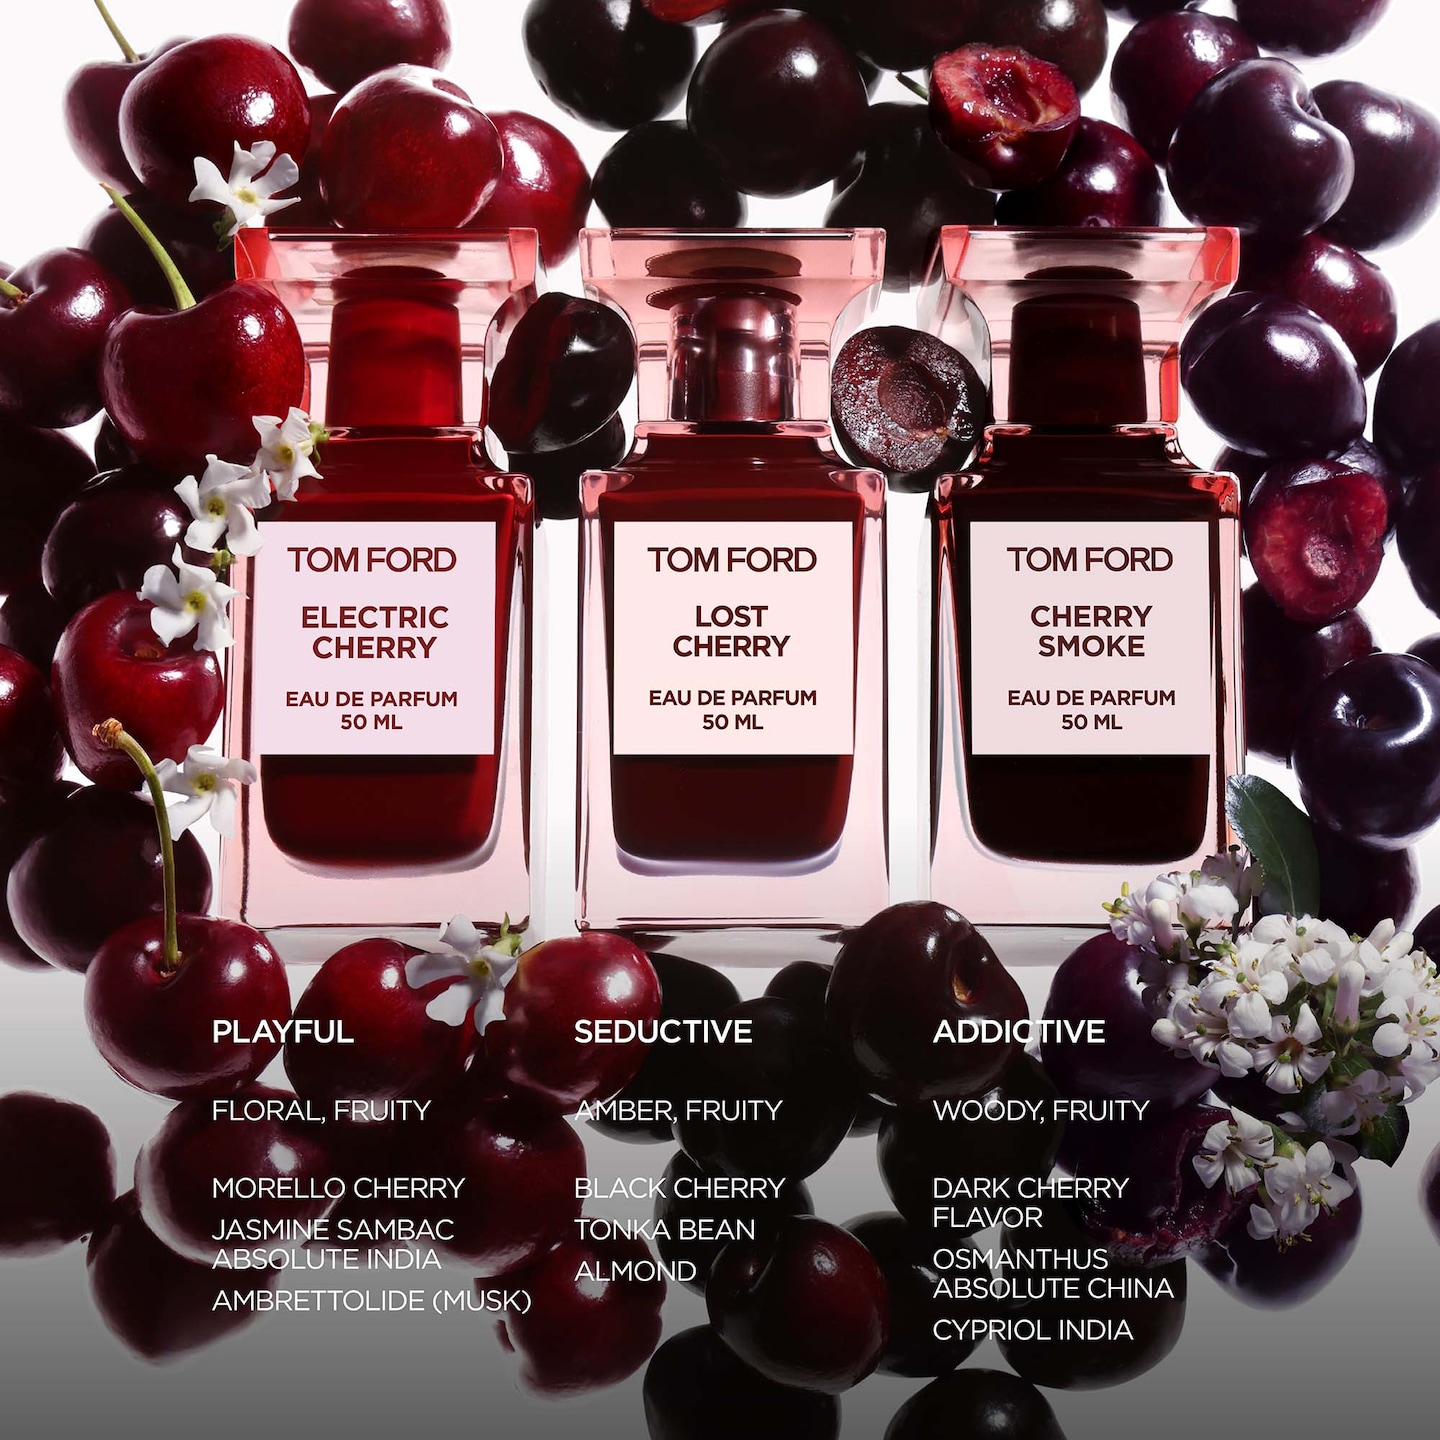 TOM FORD
ELECTRIC
CHERRY
EAU DE PARFUM
50 ML
TOM FORD
LOST
CHERRY
EAU DE PARFUM
50 ML
TOM FORD
CHERRY
SMOKE
EAU DE PARFUM
50 ML
PLAYFUL
FLORAL, FRUITY
MORELLO CHERRY
JASMINE SAMBAC
ABSOLUTE INDIA
AMBRETTOLIDE (MUSK)
SEDUCTIVE
AMBER, FRUITY
BLACK CHERRY
TONKA BEAN
ALMOND
ADDICTIVE
WOODY, FRUITY
DARK CHERRY
FLAVOR
OSMANTHUS
ABSOLUTE CHINA
CYPRIOL INDIA